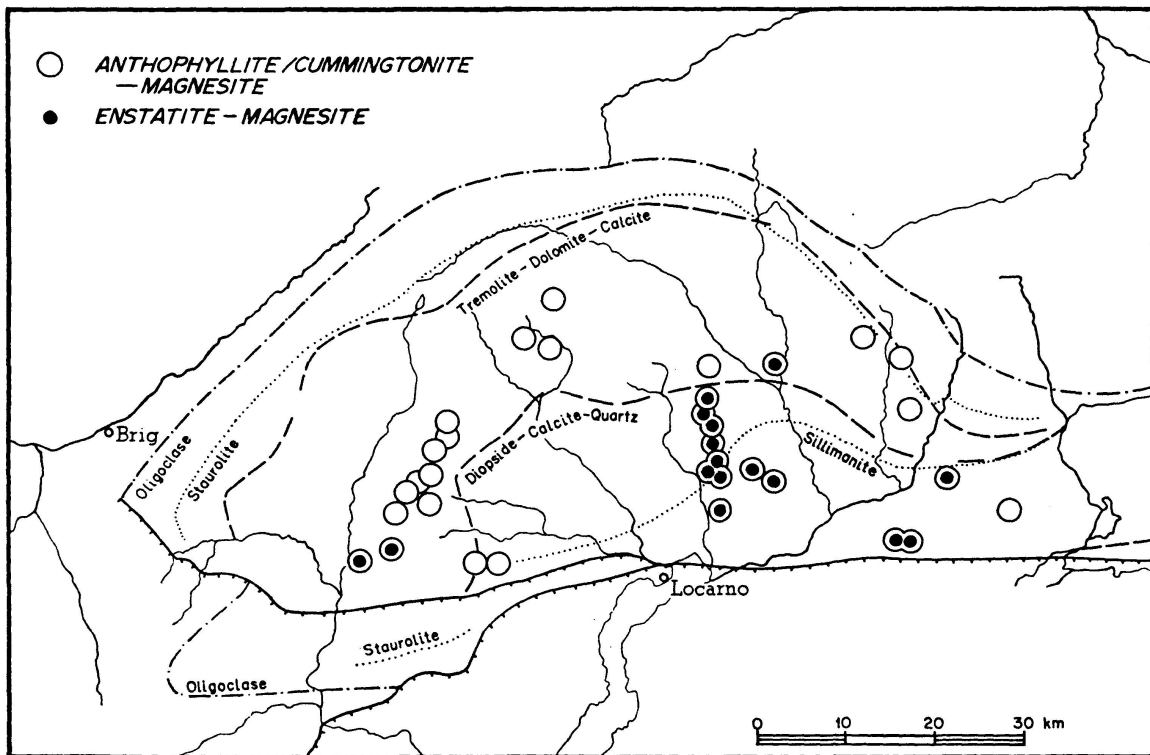 ANTHOPHYLLITE/CUMMINGTONITE
—MAGNESITE
ENSTATITE – MAGNESITE
Tremolite – Dolomite – Calcite
Brig
Oligoclase
Staurolite
Diopside – Calcite – Quartz
Sillimanite
Locarno
Staurolite
Oligoclase
0 10 20 30 km